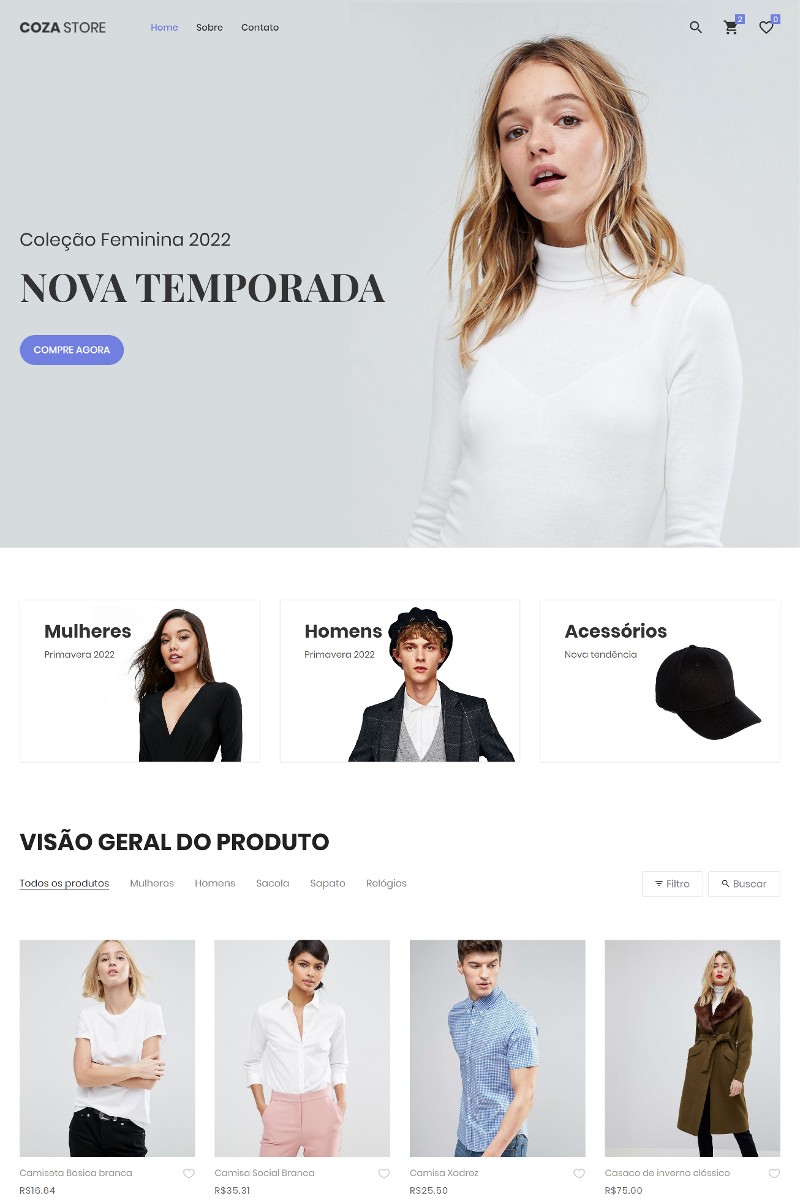 COZA STORE
Home Sobre Contato
2 0
Coleção Feminina 2022
NOVA TEMPORADA
COMPRE AGORA
Mulheres
Primavera 2022
Homens
Primavera 2022
Acessórios
Nova tendência
VISÃO GERAL DO PRODUTO
Todos os produtos Mulheres Homens Sacola Sapato Relógios
Filtro Buscar
Camiseta Basica branca
R$16.64
Camisa Social Branca
R$35.31
Camisa Xadrez
R$25.50
Casaco de inverno clássico
R$75.00